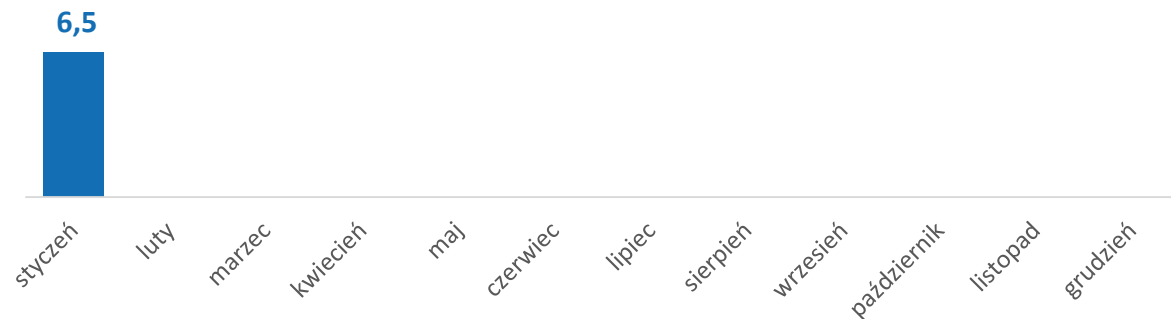 6,5
styczeń
luty
marzec
kwiecień
maj
czerwiec
lipiec
sierpień
wrzesień
październik
listopad
grudzień